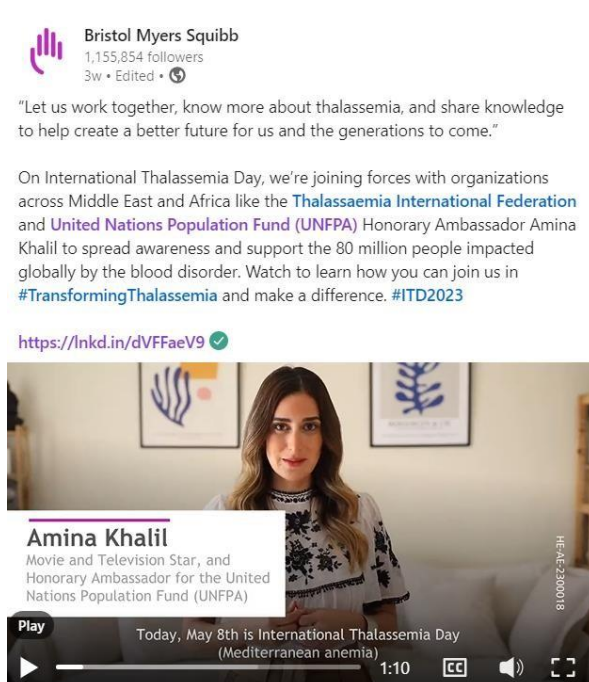 Bristol Myers Squibb
1,155,854 followers
3w • Edited •
“Let us work together, know more about thalassemia, and share knowledge
to help create a better future for us and the generations to come.”
On International Thalassemia Day, we’re joining forces with organizations
across Middle East and Africa like the Thalassaemia International Federation
and United Nations Population Fund (UNFPA) Honorary Ambassador Amina
Khalil to spread awareness and support the 80 million people impacted
globally by the blood disorder. Watch to learn how you can join us in
#TransformingThalassemia and make a difference. #ITD2023
https://lnkd.in/dVFFaeV9
Amina Khalil
Movie and Television Star, and
Honorary Ambassador for the United
Nations Population Fund (UNFPA)
HE-AE-2300018
Play
Today, May 8th is International Thalassemia Day
(Mediterranean anemia)
1:10
CC